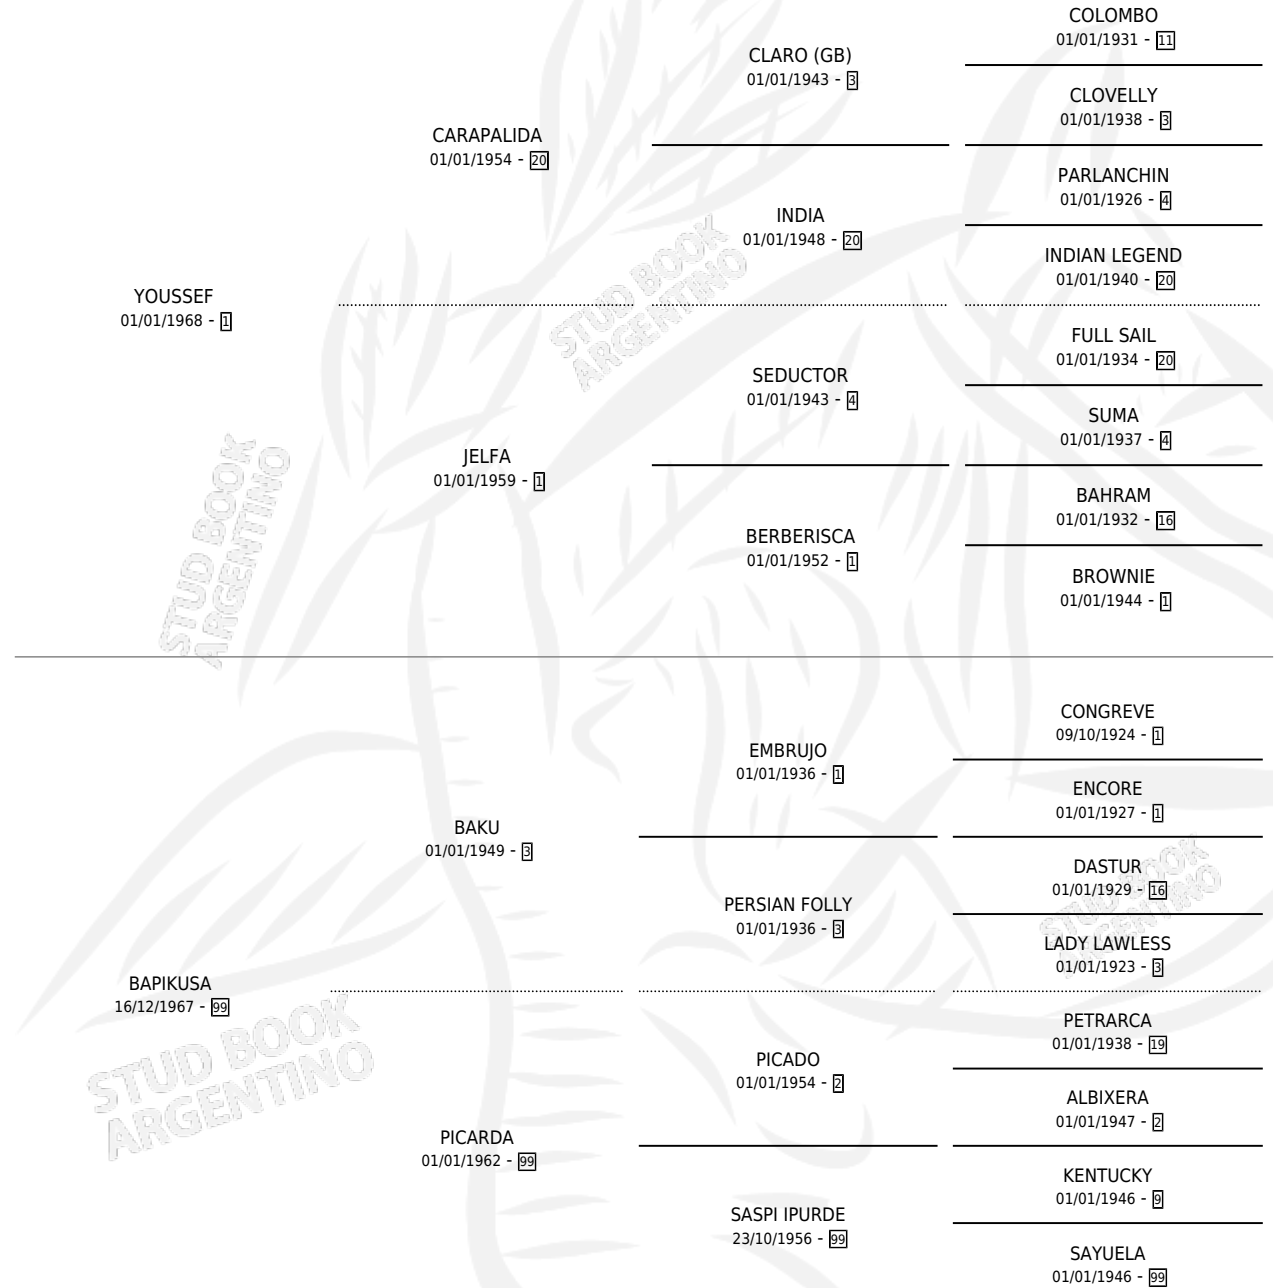 COLOMBO
01/01/1931 - 11
CLARO (GB)
01/01/1943 - 3
CLOVELLY
01/01/1938 - 3
CARAPALIDA
01/01/1954 - 20
PARLANCHIN
01/01/1926 - 4
INDIA
01/01/1948 - 20
INDIAN LEGEND
01/01/1940 - 20
YOUSSEF
01/01/1968 - 1
STUD BOOK
ARGENTINO
FULL SAIL
01/01/1934 - 20
SEDUCTOR
01/01/1943 - 4
SUMA
01/01/1937 - 4
JELFA
01/01/1959 - 1
STUD BOOK
ARGENTINO
BAHRAM
01/01/1932 - 16
BERBERISCA
01/01/1952 - 1
BROWNIE
01/01/1944 - 1
CONGREVE
09/10/1924 - 1
EMBRUJO
01/01/1936 - 1
ENCORE
01/01/1927 - 1
BAKU
01/01/1949 - 3
DASTUR
01/01/1929 - 16
STUD BOOK
ARGENTINO
PERSIAN FOLLY
01/01/1936 - 3
LADY LAWLESS
01/01/1923 - 3
BAPIKUSA
16/12/1967 - 99
STUD BOOK
ARGENTINO
PETRARCA
01/01/1938 - 19
PICADO
01/01/1954 - 2
ALBIXERA
01/01/1947 - 2
PICARDA
01/01/1962 - 99
KENTUCKY
01/01/1946 - 9
SASPI IPURDE
23/10/1956 - 99
SAYUELA
01/01/1946 - 99